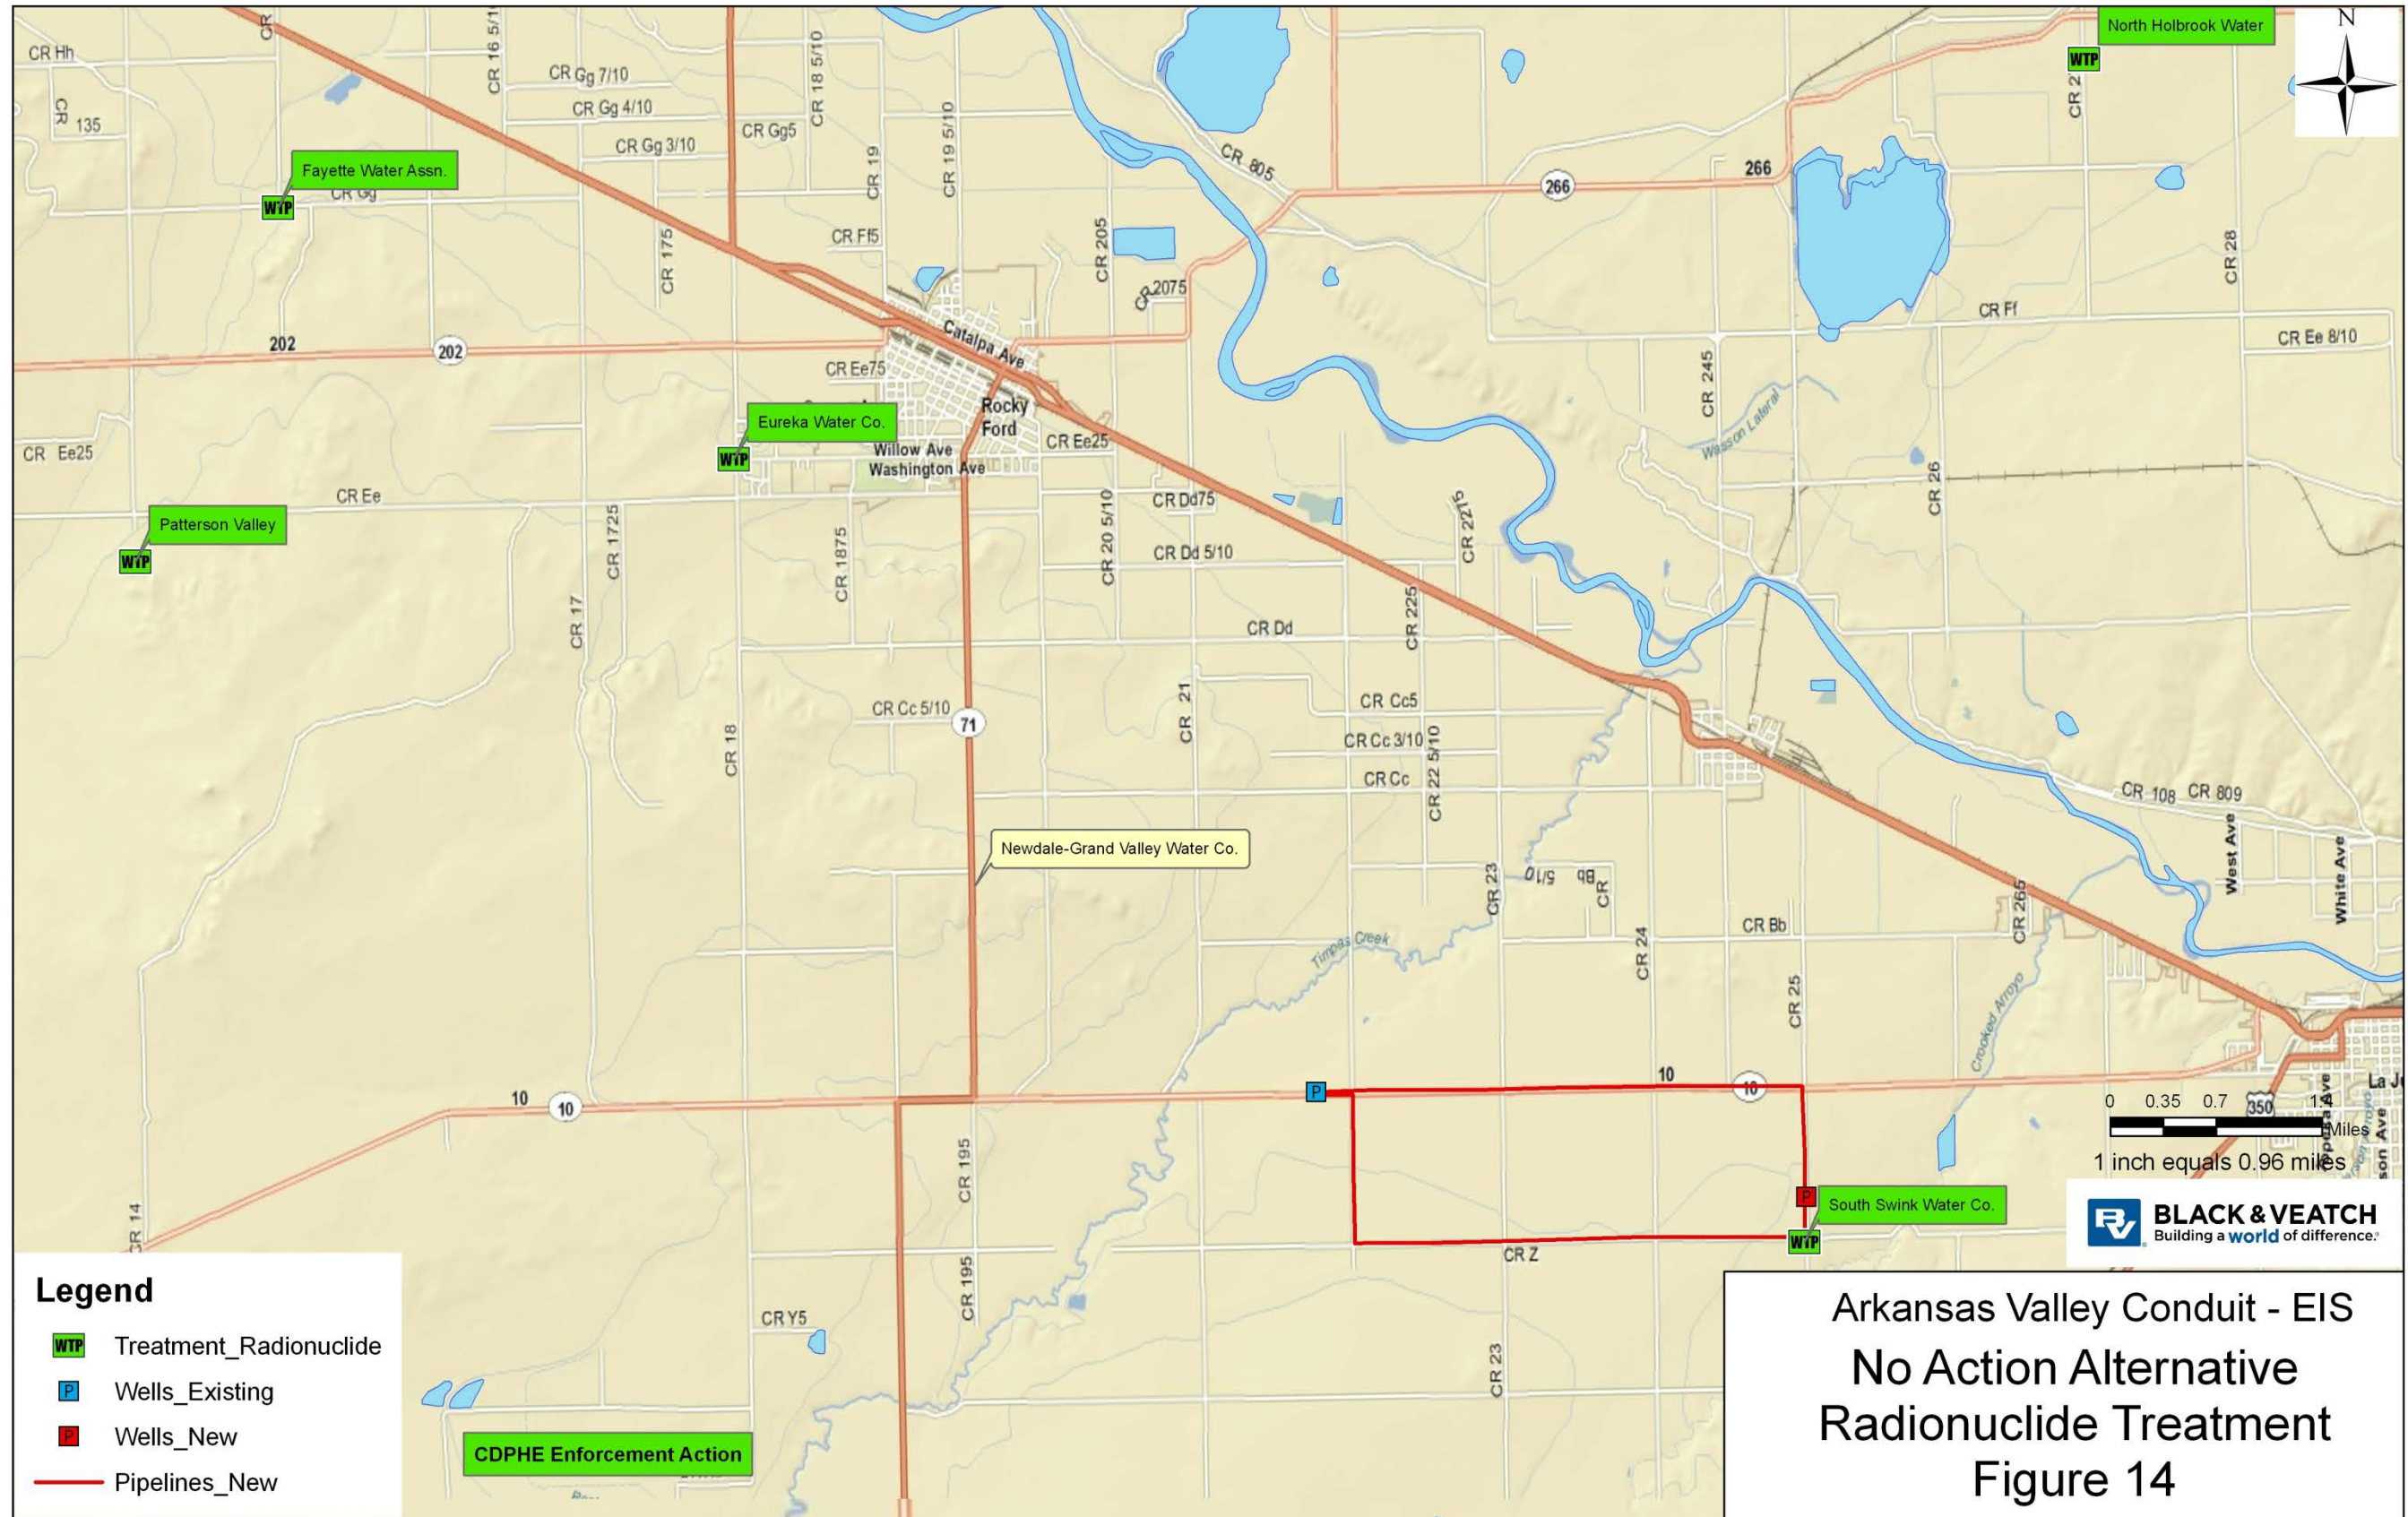 North Holbrook Water
N
WTP
CR Hh
CR
CR 16 5/1
CR Gg 7/10
CR 18 5/10
CR Gg 4/10
CR
135
CR Gg5
CR 19 5/10
CR 2
CR Gg 3/10
CR 805
CR 19
Fayette Water Assn.
266
266
CR Gg
WTP
CR 175
CR Ff5
CR 205
CR 28
CR 2075
CR Ff
Catalpa Ave
CR Ee 8/10
202
202
CR Ee75
CR 245
Rocky
Ford
Eureka Water Co.
Wasson Lateral
CR Ee25
CR Ee25
Willow Ave
WTP
Washington Ave
CR 26
CR Ee
CR Dd75
CR 2275
Patterson Valley
CR 1725
CR 20 5/10
CR 1875
CR Dd 5/10
WTP
CR 17
CR 225
CR Dd
CR 21
CR Cc5
CR Cc 5/10
71
CR 18
CR Cc 3/10
CR 22 5/10
CR Cc
CR 108
CR 809
Newdale-Grand Valley Water Co.
West Ave
White Ave
CR 23
Bb 5/10
CR
CR 265
CR Bb
Timpas Creek
CR 24
CR 25
Crooked Arroyo
10
10
La J
P
10
10
350
0 0.35 0.7 1.4
Miles
son Ave
1 inch equals 0.96 miles
CR 195
CR 14
P
South Swink Water Co.
WTP
BV
BLACK & VEATCH
Building a world of difference.
CR Z
CR 195
CR Y5
CR 23
Legend
WTP Treatment_Radionuclide
P Wells_Existing
P Wells_New
Pipelines_New
CDPHE Enforcement Action
Arkansas Valley Conduit - EIS
No Action Alternative
Radionuclide Treatment
Figure 14